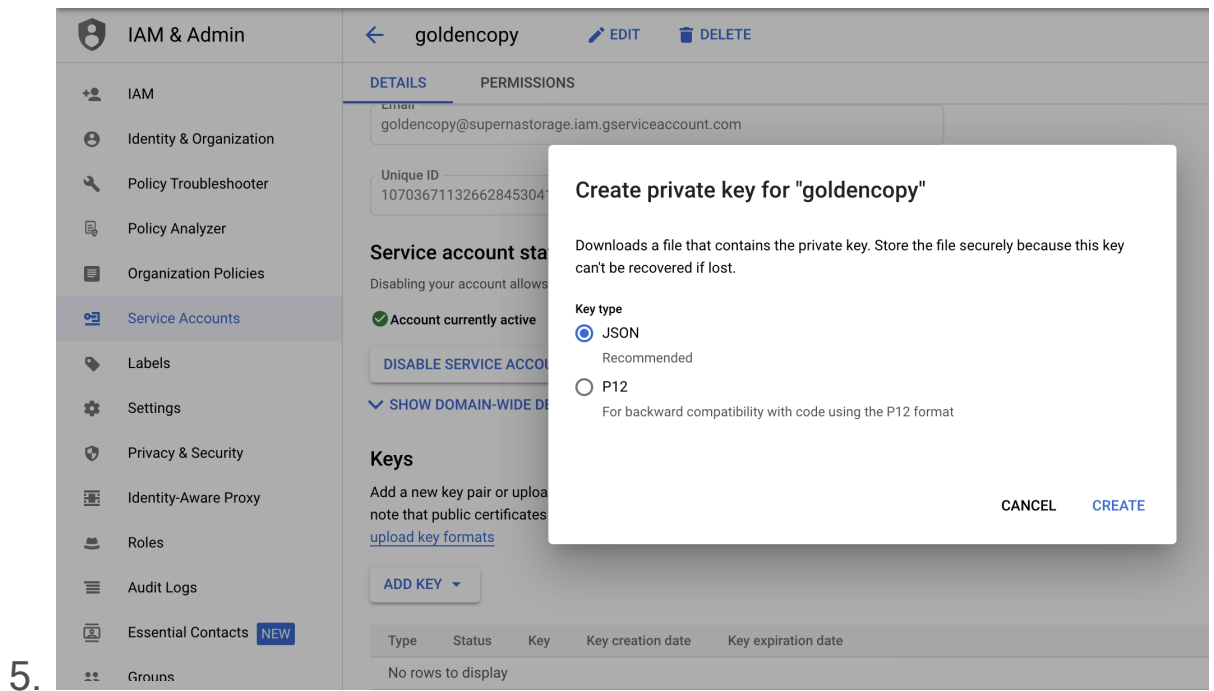 IAM & Admin
goldencopy
EDIT
DELETE
DETAILS
PERMISSIONS
IAM
Identity & Organization
Policy Troubleshooter
Policy Analyzer
Organization Policies
Service Accounts
Labels
Settings
Privacy & Security
Identity-Aware Proxy
Roles
Audit Logs
Essential Contacts NEW
Groups
Email
goldencopy@supernastorage.iam.gserviceaccount.com
Unique ID
10703671132662845304
Service account sta
Disabling your account allows
Account currently active
DISABLE SERVICE ACCOU
SHOW DOMAIN-WIDE DE
Keys
Add a new key pair or uploa
note that public certificates
upload key formats
ADD KEY
Type Status Key Key creation date Key expiration date
No rows to display
Create private key for "goldencopy"
Downloads a file that contains the private key. Store the file securely because this key
can't be recovered if lost.
Key type
JSON
Recommended
P12
For backward compatibility with code using the P12 format
CANCEL CREATE
5.